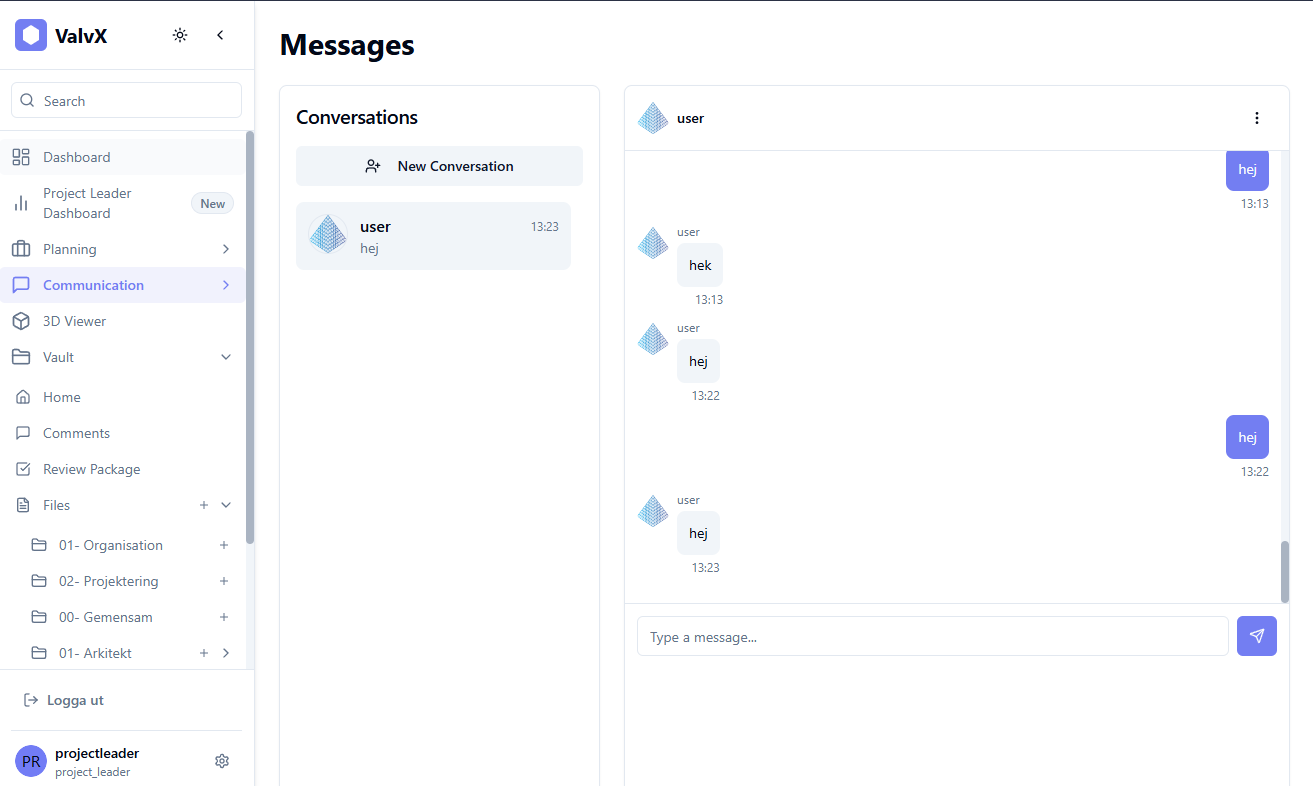 ValvX
Search
Dashboard
Project Leader
Dashboard
New
Planning
Communication
3D Viewer
Vault
Home
Comments
Review Package
Files
01- Organisation
02- Projektering
00- Gemensam
01- Arkitekt
Logga ut
PR
projectleader
project_leader
Messages
Conversations
New Conversation
user
13:23
hej
user
hej
13:13
user
hek
13:13
user
hej
13:22
hej
13:22
user
hej
13:23
Type a message...